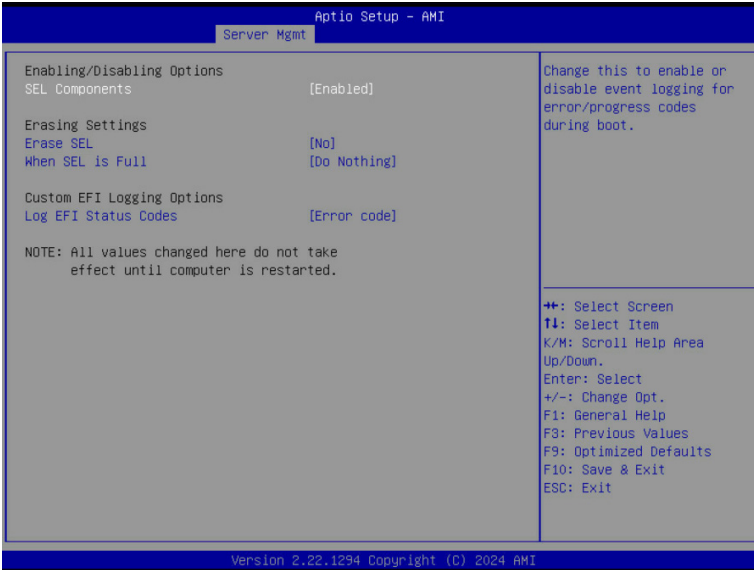 Aptio Setup - AMI
Server Mgmt
Enabling/Disabling Options
SEL Components [Enabled]
Erasing Settings
Erase SEL [No]
When SEL is Full [Do Nothing]
Custom EFI Logging Options
Log EFI Status Codes [Error code]
NOTE: All values changed here do not take
effect until computer is restarted.
Change this to enable or
disable event logging for
error/progress codes
during boot.
→←: Select Screen
↑↓: Select Item
K/M: Scroll Help Area
Up/Down.
Enter: Select
+/-: Change Opt.
F1: General Help
F3: Previous Values
F9: Optimized Defaults
F10: Save & Exit
ESC: Exit
Version 2.22.1294 Copyright (C) 2024 AMI